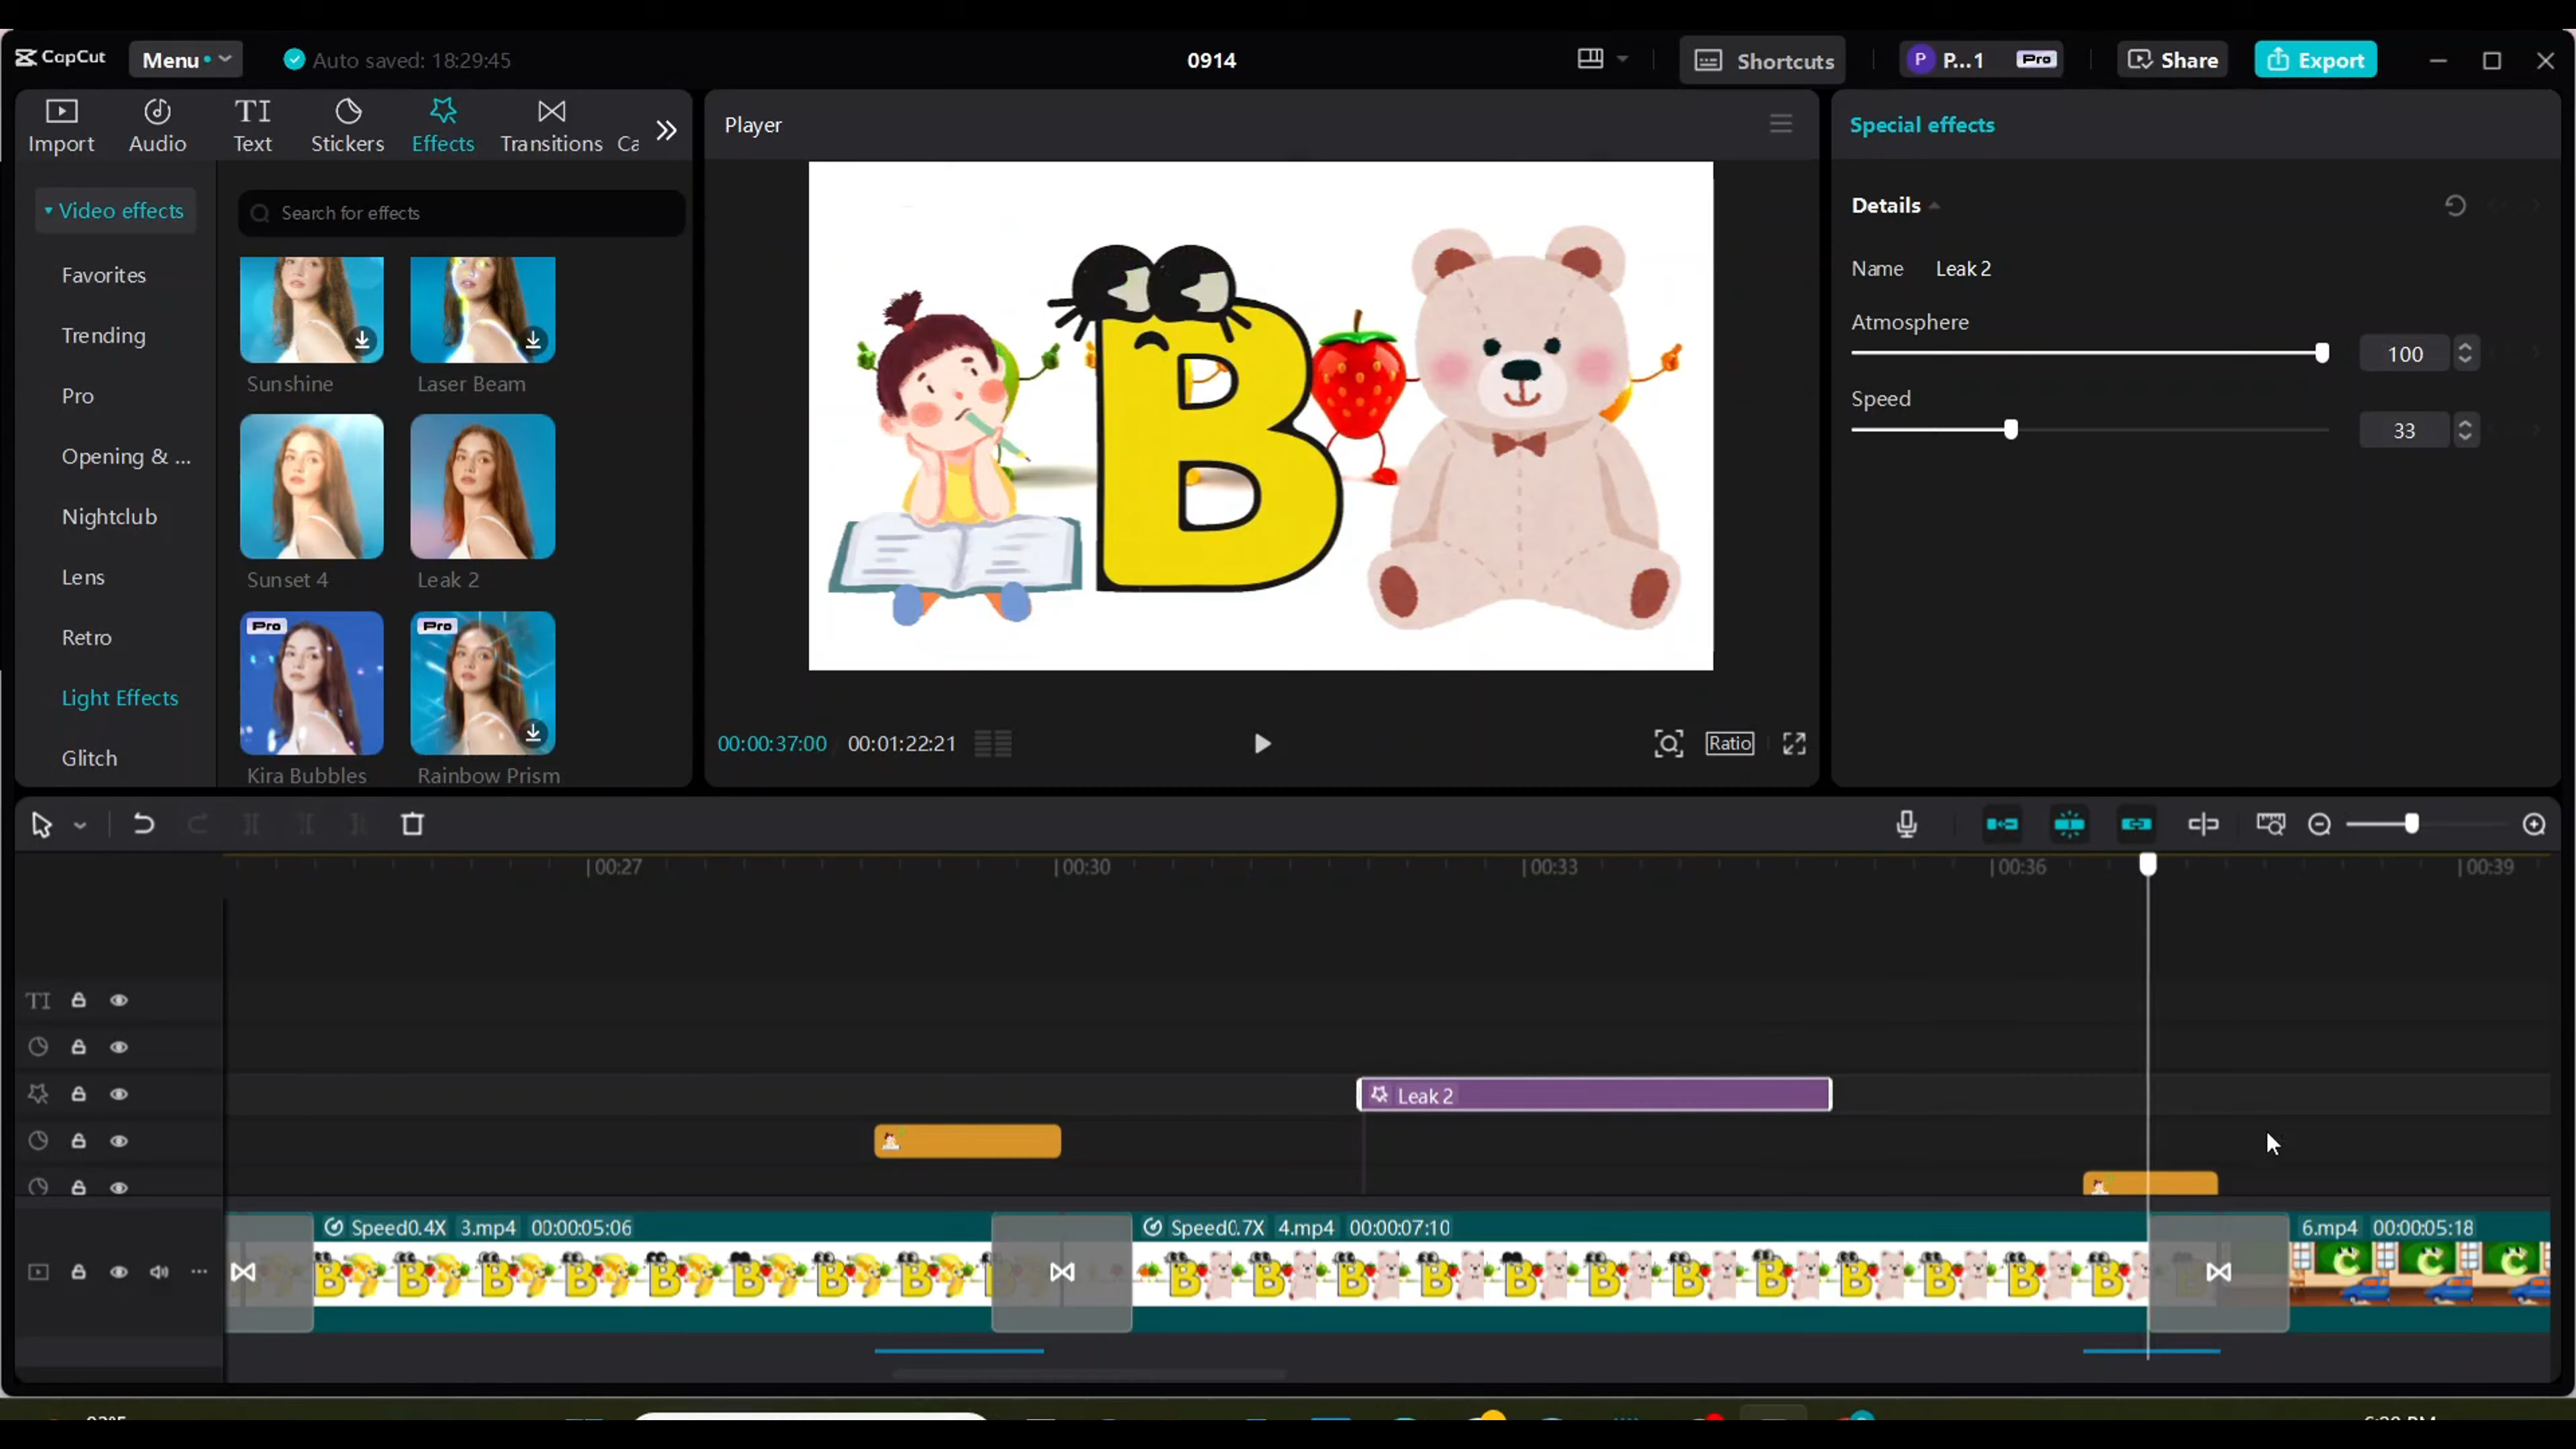 CapCut Menu Auto saved: 18:29:45 0914 Shortcuts P P...1 Pro Share Export
Import Audio TI Text Stickers Effects Transitions Ca
Player
Special effects
Video effects
Search for effects
Details
Favorites
Name Leak 2
Trending
Atmosphere
100
Sunshine Laser Beam
Pro
Speed
33
Opening & ...
Nightclub
Lens
Sunset 4 Leak 2
Retro
Pro Pro
Light Effects
Glitch
Kira Bubbles Rainbow Prism
B
00:00:37:00 00:01:22:21 Ratio
00:27 00:30 00:33 00:36 00:39
TI
Leak 2
Speed0.4X 3.mp4 00:00:05:06 Speed0.7X 4.mp4 00:00:07:10 6.mp4 00:00:05:18